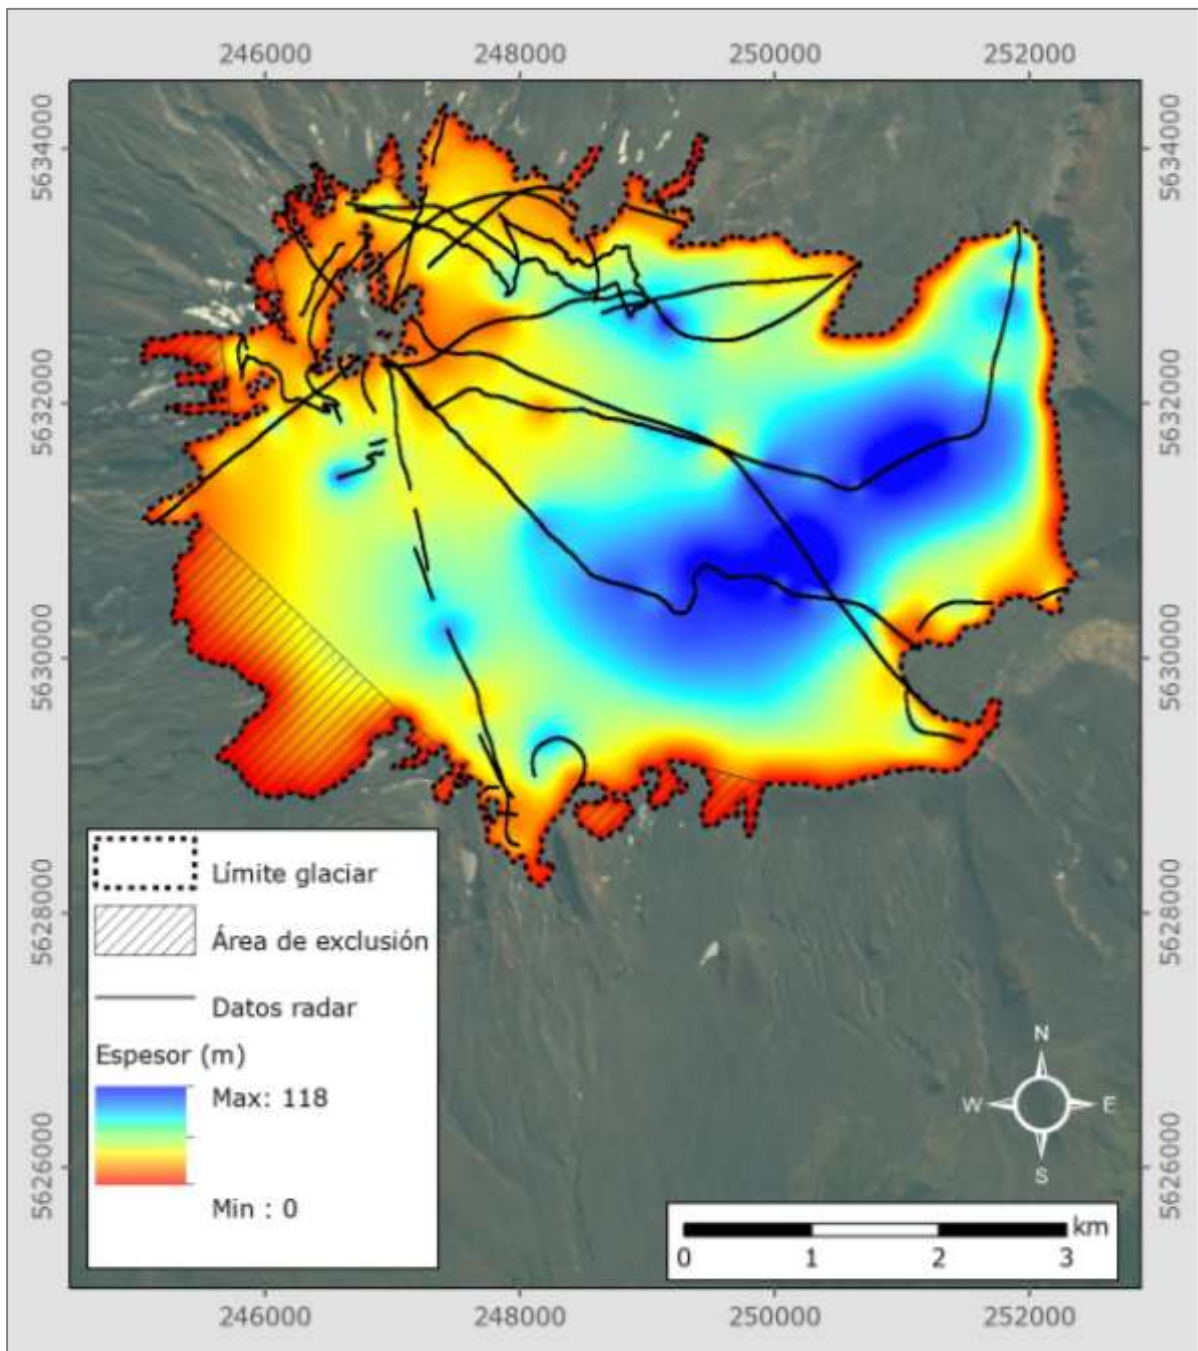 246000 248000 250000 252000
5634000 5634000
5632000 5632000
5630000 5630000
5628000 5628000
5626000 5626000
Límite glaciar
Área de exclusión
Datos radar
Espesor (m)
Max: 118
Min : 0
N
W E
S
km
0 1 2 3
246000 248000 250000 252000